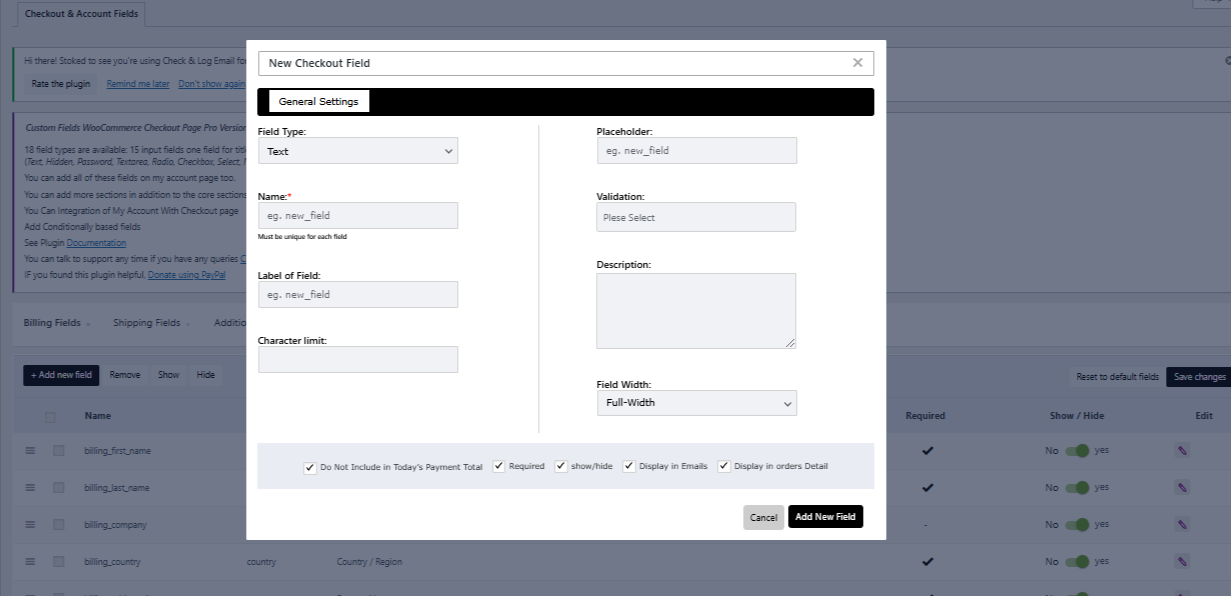 Checkout & Account Fields
Hi there! Stoked to see you're using Check & Log Email fo
Rate the plugin Remind me later Don't show again
Custom Fields WooCommerce Checkout Page Pro Version
18 field types are available: 15 input fields one field for titl
(Text, Hidden, Password, Textarea, Radio, Checkbox, Select,
You can add all of these fields on my account page too.
You can add more sections in addition to the core sections
You Can Integration of My Account With Checkout page
Add Conditionally based fields
See Plugin Documentation
You can talk to support any time if you have any queries C
IF you found this plugin helpful. Donate using PayPal
Billing Fields Shipping Fields Additio
+ Add new field Remove Show Hide Reset to default fields Save changes
Name Required Show / Hide Edit
billing_first_name No yes
billing_last_name No yes
billing_company - No yes
billing_country country Country / Region No yes
New Checkout Field
General Settings
Field Type:
Text
Name:*
eg. new_field
Must be unique for each field
Label of Field:
eg. new_field
Character limit:
Placeholder:
eg. new_field
Validation:
Plese Select
Description:
Field Width:
Full-Width
Do Not Include in Today's Payment Total Required show/hide Display in Emails Display in orders Detail
Cancel Add New Field